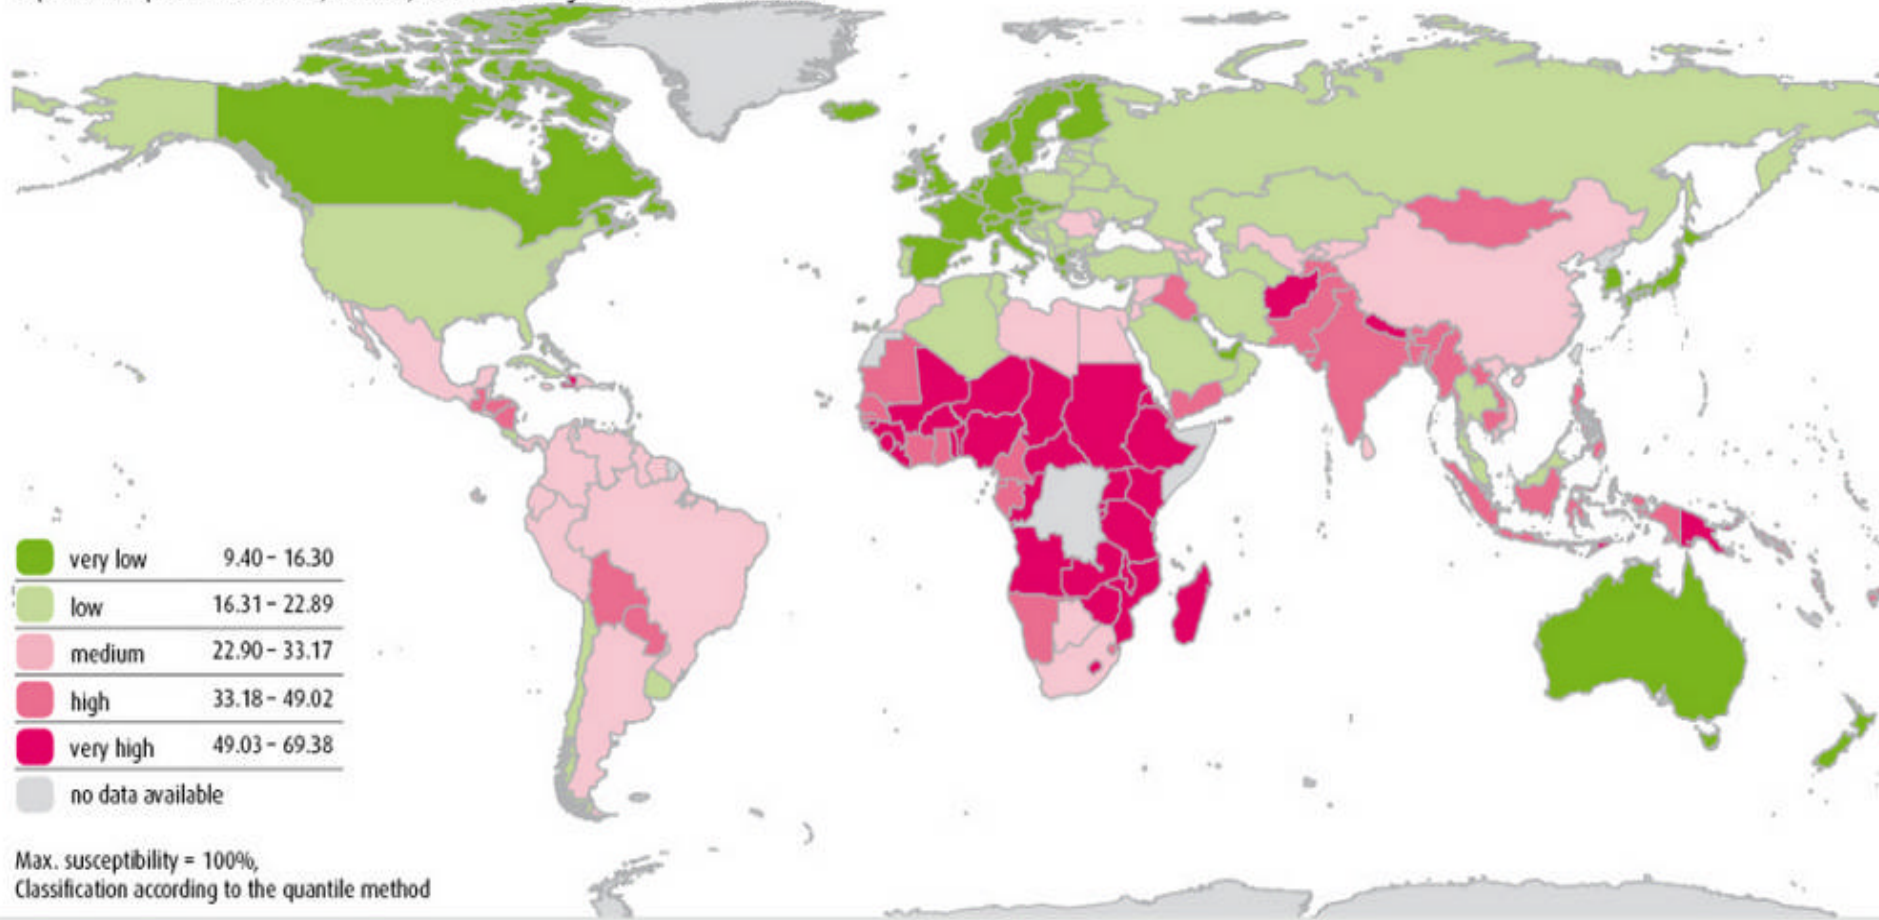 very low 9.40 – 16.30
low 16.31 – 22.89
medium 22.90 – 33.17
high 33.18 – 49.02
very high 49.03 – 69.38
no data available
Max. susceptibility = 100%,
Classification according to the quantile method